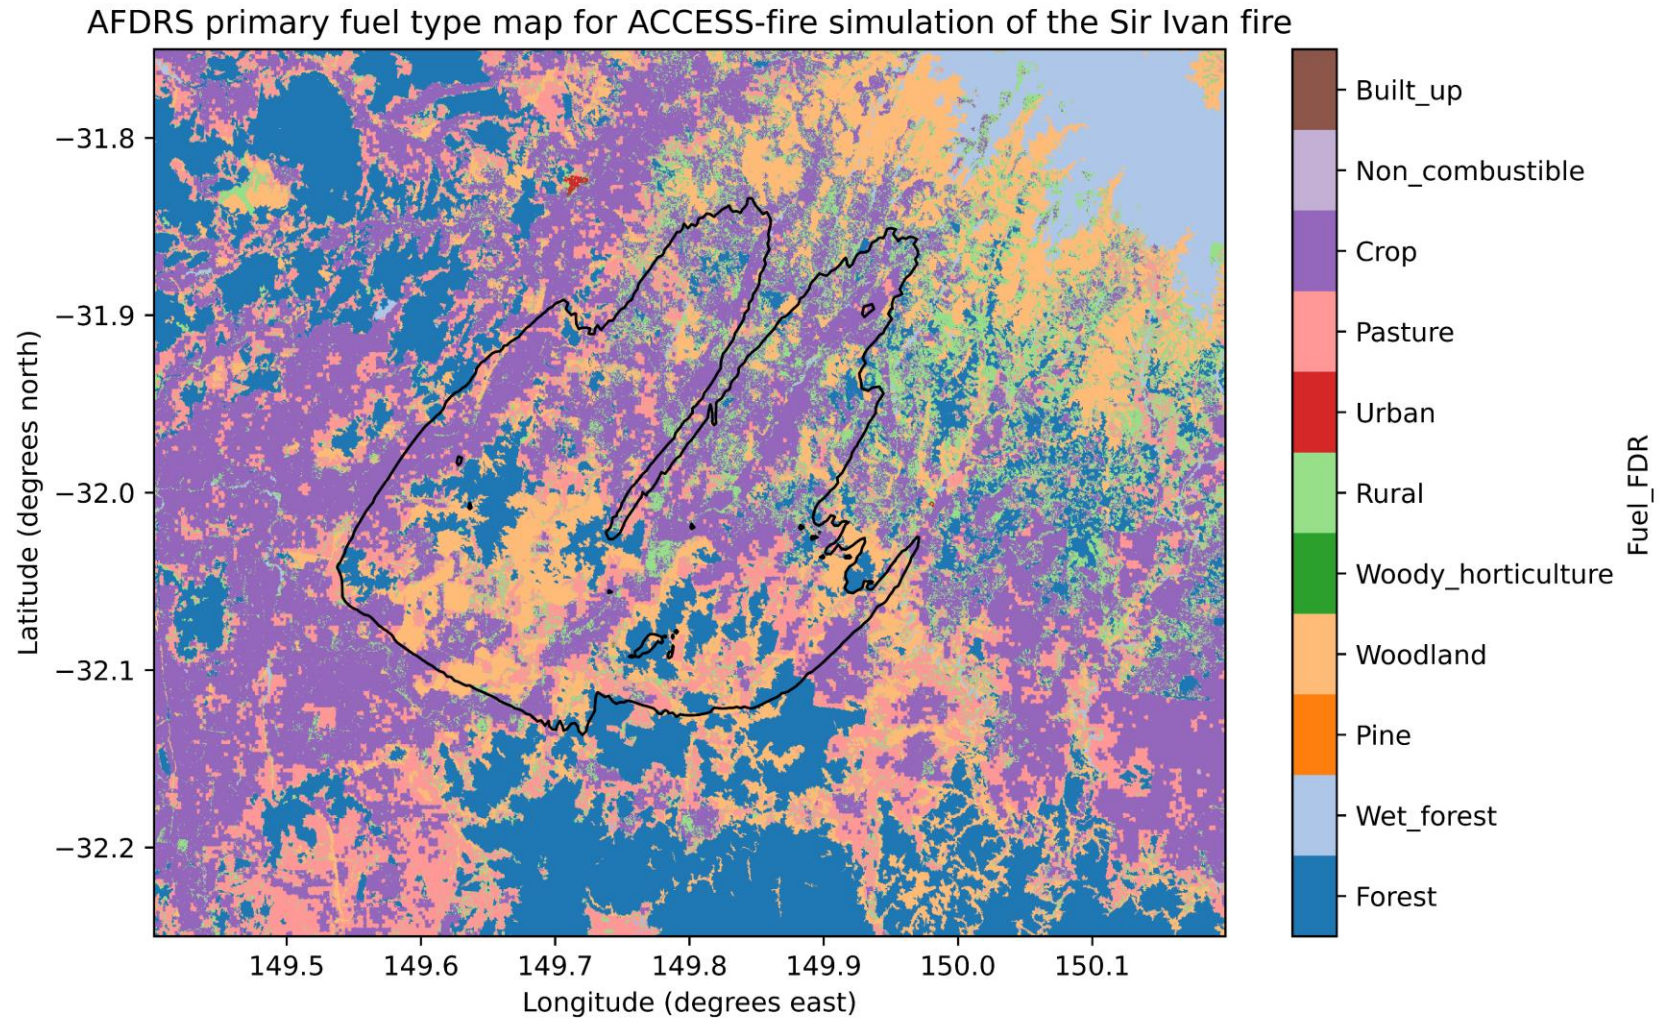 AFDRS primary fuel type map for ACCESS-fire simulation of the Sir Ivan fire
Latitude (degrees north)
−31.8
−31.9
−32.0
−32.1
−32.2
149.5
149.6
149.7
149.8
149.9
150.0
150.1
Longitude (degrees east)
Built_up
Non_combustible
Crop
Pasture
Urban
Rural
Woody_horticulture
Woodland
Pine
Wet_forest
Forest
Fuel_FDR